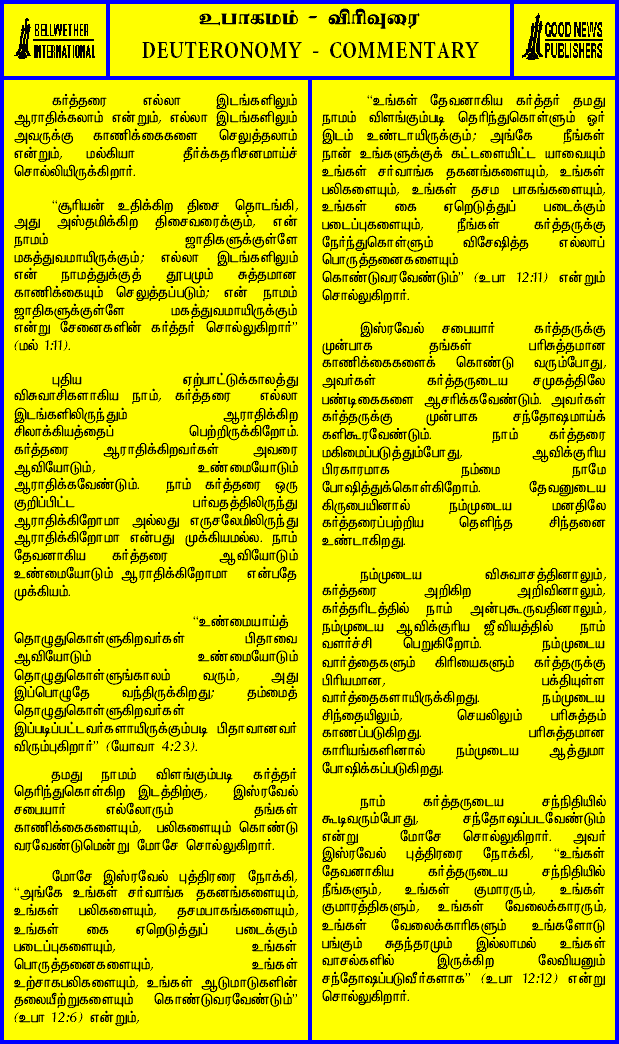 உபாகமம் - விரிவுரை
BELLWETHER
INTERNATIONAL
DEUTERONOMY - COMMENTARY
GOOD NEWS
PUBLISHERS
கர்த்தரை எல்லா இடங்களிலும்
ஆராதிக்கலாம் என்றும், எல்லா இடங்களிலும்
அவருக்கு காணிக்கைகளை செலுத்தலாம்
என்றும், மல்கியா தீர்க்கதரிசனமாய்ச்
சொல்லியிருக்கிறார்.
“சூரியன் உதிக்கிற திசை தொடங்கி,
அது அஸ்தமிக்கிற திசைவரைக்கும், என்
நாமம் ஜாதிகளுக்குள்ளே
மகத்துவமாயிருக்கும்; எல்லா இடங்களிலும்
என் நாமத்துக்குத் தூபமும் சுத்தமான
காணிக்கையும் செலுத்தப்படும்; என் நாமம்
ஜாதிகளுக்குள்ளே மகத்துவமாயிருக்கும்
என்று சேனைகளின் கர்த்தர் சொல்லுகிறார்”
(மல் 1:11).
புதிய ஏற்பாட்டுக்காலத்து
விசுவாசிகளாகிய நாம், கர்த்தரை எல்லா
இடங்களிலிருந்தும் ஆராதிக்கிற
சிலாக்கியத்தைப் பெற்றிருக்கிறோம்.
கர்த்தரை ஆராதிக்கிறவர்கள் அவரை
ஆவியோடும், உண்மையோடும்
ஆராதிக்கவேண்டும். நாம் கர்த்தரை ஒரு
குறிப்பிட்ட பர்வதத்திலிருந்து
ஆராதிக்கிறோமா அல்லது எருசலேமிலிருந்து
ஆராதிக்கிறோமா என்பது முக்கியமல்ல. நாம்
தேவனாகிய கர்த்தரை ஆவியோடும்
உண்மையோடும் ஆராதிக்கிறோமா என்பதே
முக்கியம்.
“உண்மையாய்த்
தொழுதுகொள்ளுகிறவர்கள் பிதாவை
ஆவியோடும் உண்மையோடும்
தொழுதுகொள்ளுங்காலம் வரும், அது
இப்பொழுதே வந்திருக்கிறது; தம்மைத்
தொழுதுகொள்ளுகிறவர்கள்
இப்படிப்பட்டவர்களாயிருக்கும்படி பிதாவானவர்
விரும்புகிறார்” (யோவா 4:23).
தமது நாமம் விளங்கும்படி கர்த்தர்
தெரிந்துகொள்கிற இடத்திற்கு, இஸ்ரவேல்
சபையார் எல்லோரும் தங்கள்
காணிக்கைகளையும், பலிகளையும் கொண்டு
வரவேண்டுமென்று மோசே சொல்லுகிறார்.
மோசே இஸ்ரவேல் புத்திரரை நோக்கி,
“அங்கே உங்கள் சர்வாங்க தகனங்களையும்,
உங்கள் பலிகளையும், தசமபாகங்களையும்,
உங்கள் கை ஏறெடுத்துப் படைக்கும்
படைப்புகளையும், உங்கள்
பொருத்தனைகளையும், உங்கள்
உற்சாகபலிகளையும், உங்கள் ஆடுமாடுகளின்
தலையீற்றுகளையும் கொண்டுவரவேண்டும்”
(உபா 12:6) என்றும்,
“உங்கள் தேவனாகிய கர்த்தர் தமது
நாமம் விளங்கும்படி தெரிந்துகொள்ளும் ஓர்
இடம் உண்டாயிருக்கும்; அங்கே நீங்கள்
நான் உங்களுக்குக் கட்டளையிட்ட யாவையும்
உங்கள் சர்வாங்க தகனங்களையும், உங்கள்
பலிகளையும், உங்கள் தசம பாகங்களையும்,
உங்கள் கை ஏறெடுத்துப் படைக்கும்
படைப்புகளையும், நீங்கள் கர்த்தருக்கு
நேர்ந்துகொள்ளும் விசேஷித்த எல்லாப்
பொருத்தனைகளையும்
கொண்டுவரவேண்டும்” (உபா 12:11) என்றும்
சொல்லுகிறார்.
இஸ்ரவேல் சபையார் கர்த்தருக்கு
முன்பாக தங்கள் பரிசுத்தமான
காணிக்கைகளைக் கொண்டு வரும்போது,
அவர்கள் கர்த்தருடைய சமுகத்திலே
பண்டிகைகளை ஆசரிக்கவேண்டும். அவர்கள்
கர்த்தருக்கு முன்பாக சந்தோஷமாய்க்
களிகூரவேண்டும். நாம் கர்த்தரை
மகிமைப்படுத்தும்போது, ஆவிக்குரிய
பிரகாரமாக நம்மை நாமே
போஷித்துக்கொள்கிறோம். தேவனுடைய
கிருபையினால் நம்முடைய மனதிலே
கர்த்தரைப்பற்றிய தெளிந்த சிந்தனை
உண்டாகிறது.
நம்முடைய விசுவாசத்தினாலும்,
கர்த்தரை அறிகிற அறிவினாலும்,
கர்த்தரிடத்தில் நாம் அன்புகூருவதினாலும்,
நம்முடைய ஆவிக்குரிய ஜீவியத்தில் நாம்
வளர்ச்சி பெறுகிறோம். நம்முடைய
வார்த்தைகளும் கிரியைகளும் கர்த்தருக்கு
பிரியமான, பக்தியுள்ள
வார்த்தைகளாயிருக்கிறது. நம்முடைய
சிந்தையிலும், செயலிலும் பரிசுத்தம்
காணப்படுகிறது. பரிசுத்தமான
காரியங்களினால் நம்முடைய ஆத்துமா
போஷிக்கப்படுகிறது.
நாம் கர்த்தருடைய சந்நிதியில்
கூடிவரும்போது, சந்தோஷப்படவேண்டும்
என்று மோசே சொல்லுகிறார். அவர்
இஸ்ரவேல் புத்திரரை நோக்கி, “உங்கள்
தேவனாகிய கர்த்தருடைய சந்நிதியில்
நீங்களும், உங்கள் குமாரரும், உங்கள்
குமாரத்திகளும், உங்கள் வேலைக்காரரும்,
உங்கள் வேலைக்காரிகளும் உங்களோடு
பங்கும் சுதந்தரமும் இல்லாமல் உங்கள்
வாசல்களில் இருக்கிற லேவியனும்
சந்தோஷப்படுவீர்களாக” (உபா 12:12) என்று
சொல்லுகிறார்.